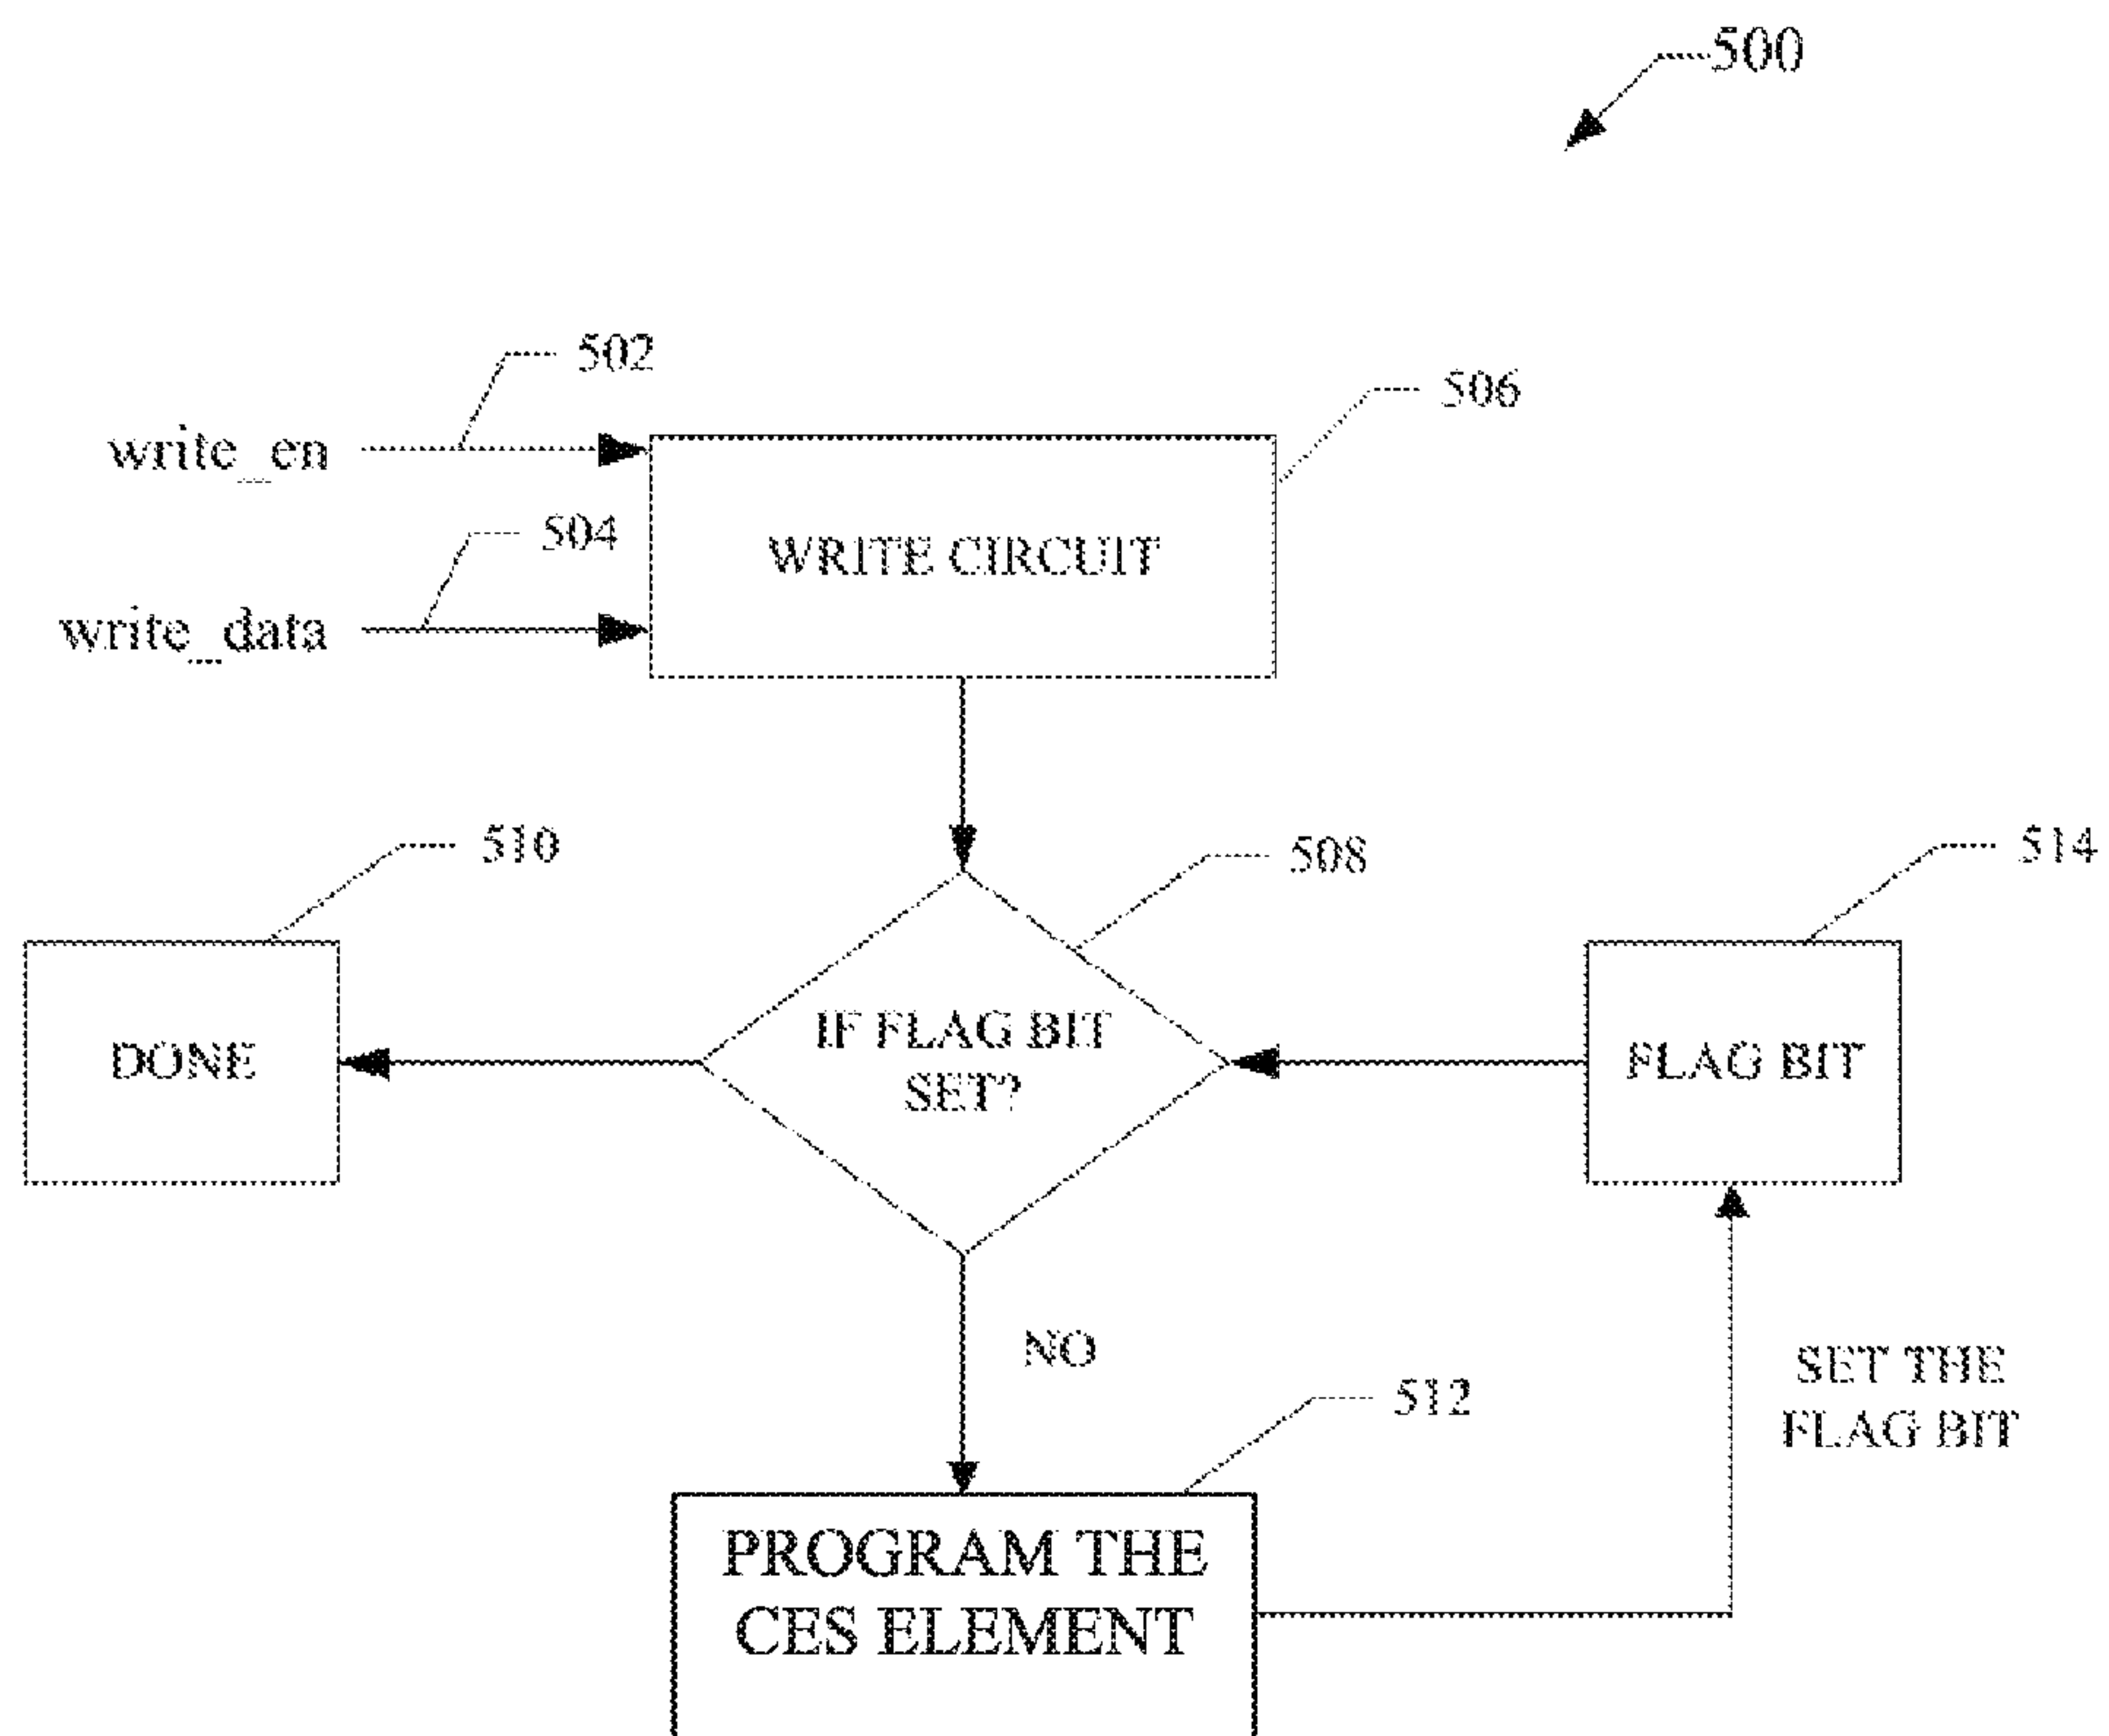 500
502
506
write_en
504
WRITE CIRCUIT
write_data
510
508
514
IF FLAG BIT
SET?
DONE
FLAG BIT
NO
SET THE
FLAG BIT
512
PROGRAM THE
CES ELEMENT